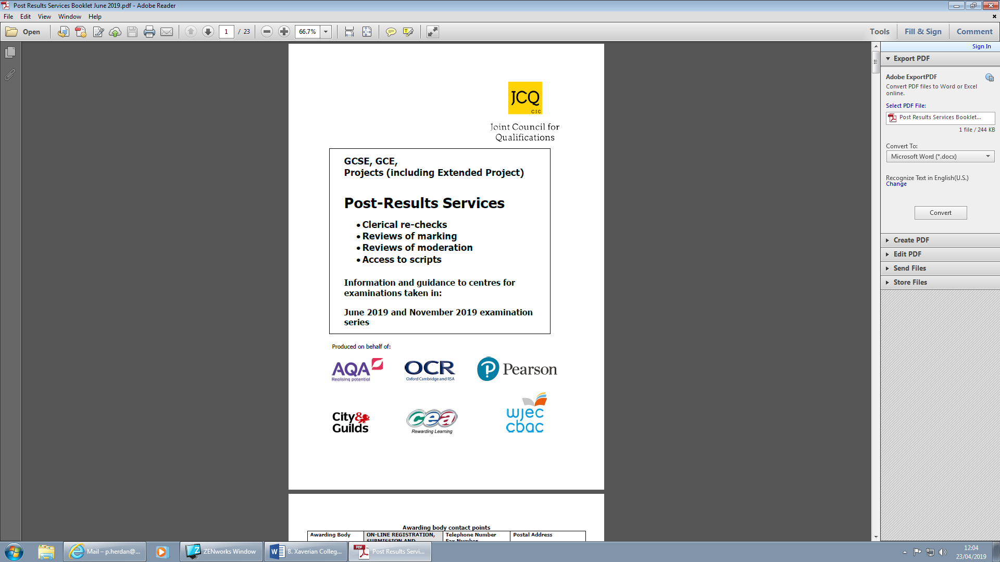 Post Results Services Booklet June 2019.pdf - Adobe Reader
File Edit View Window Help
Open
1 / 23
66.7%
Tools
Fill & Sign
Comment
Sign In
JCQ
CIC
Joint Council for
Qualifications
GCSE, GCE,
Projects (including Extended Project)
Post-Results Services
• Clerical re-checks
• Reviews of marking
• Reviews of moderation
• Access to scripts
Information and guidance to centres for
examinations taken in:
June 2019 and November 2019 examination
series
Produced on behalf of:
AQA
Realising potential
OCR
Oxford Cambridge and RSA
Pearson
City&
Guilds
cea
Rewarding Learning
wjec
cbac
Awarding body contact points
Awarding Body
ON-LINE REGISTRATION,
SUBMISSION AND
Telephone Number
Fax Number
Postal Address
Export PDF
Adobe ExportPDF
Convert PDF files to Word or Excel
online.
Select PDF File:
Post Results Services Booklet...
1 file / 244 KB
Convert To:
Microsoft Word (*.docx)
Recognize Text in English(U.S.)
Change
Convert
Create PDF
Edit PDF
Send Files
Store Files
Mail – p.herdan@...
ZENworks Window
8. Xaverian Colleg...
Post Results Servi...
12:04
23/04/2019